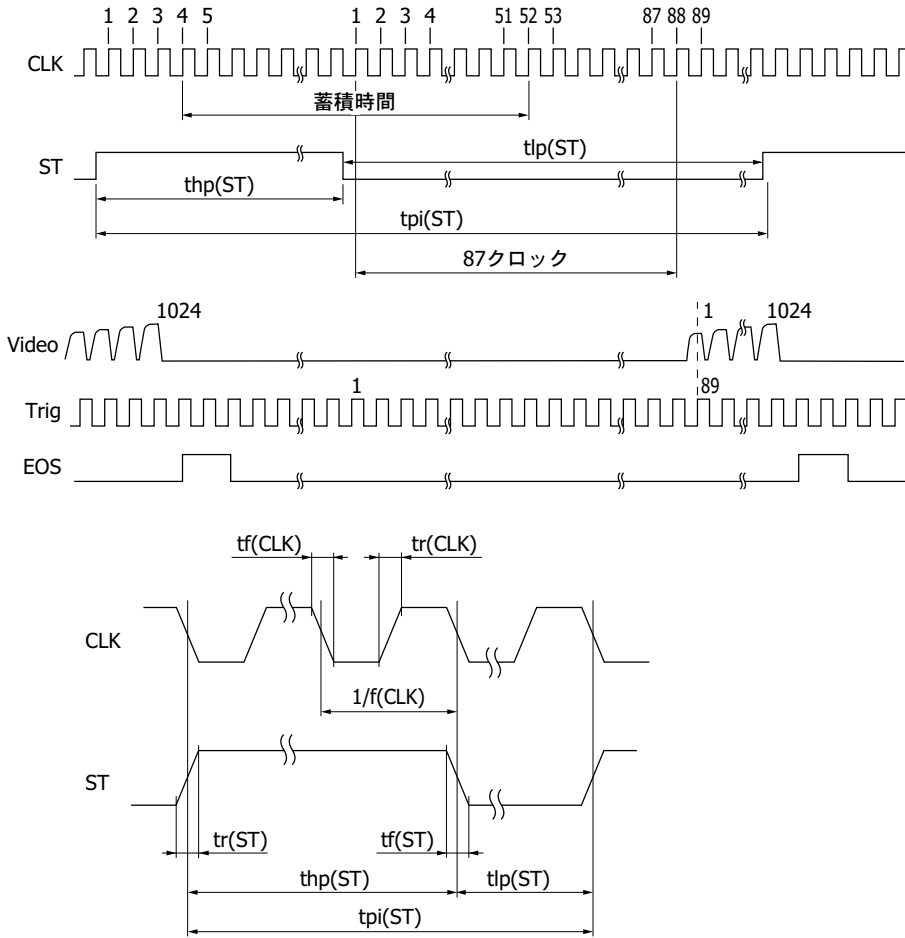 1 2 3 4 5 1 2 3 4 51 52 53 87 88 89
CLK
蓄積時間
ST
tlp(ST)
thp(ST)
tpi(ST)
87クロック
1024 1 1024
Video
1 89
Trig
EOS
tf(CLK) tr(CLK)
CLK
1/f(CLK)
ST
tr(ST) tf(ST)
thp(ST) tlp(ST)
tpi(ST)